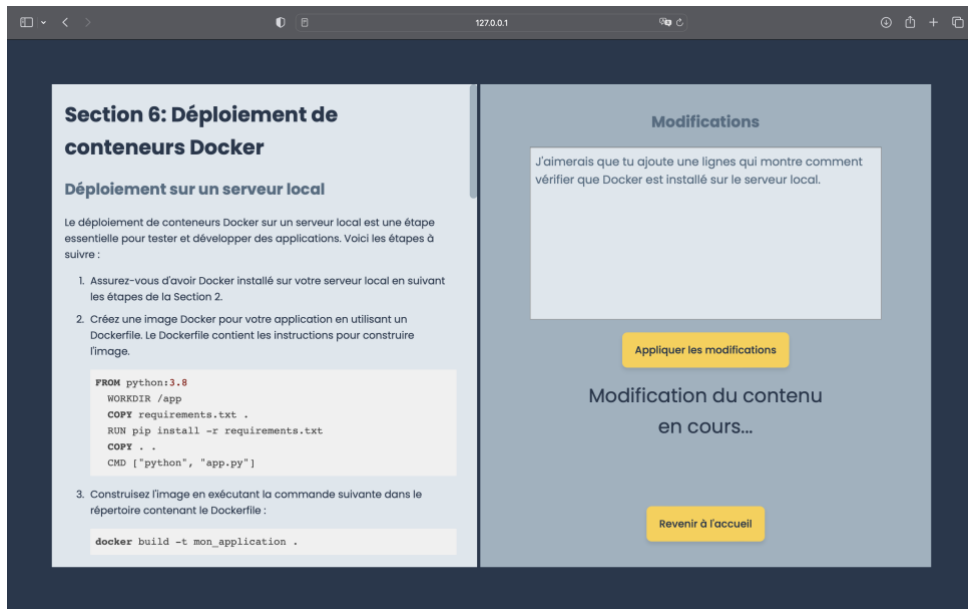 127.0.0.1
Section 6: Déploiement de
conteneurs Docker
Déploiement sur un serveur local
Le déploiement de conteneurs Docker sur un serveur local est une étape
essentielle pour tester et développer des applications. Voici les étapes à
suivre :
1. Assurez-vous d'avoir Docker installé sur votre serveur local en suivant
les étapes de la Section 2.
2. Créez une image Docker pour votre application en utilisant un
Dockerfile. Le Dockerfile contient les instructions pour construire
l'image.
FROM python:3.8
WORKDIR /app
COPY requirements.txt .
RUN pip install -r requirements.txt
COPY . .
CMD ["python", "app.py"]
3. Construisez l'image en exécutant la commande suivante dans le
répertoire contenant le Dockerfile :
docker build -t mon_application .
Modifications
J'aimerais que tu ajoute une lignes qui montre comment
vérifier que Docker est installé sur le serveur local.
Appliquer les modifications
Modification du contenu
en cours...
Revenir à l'accueil